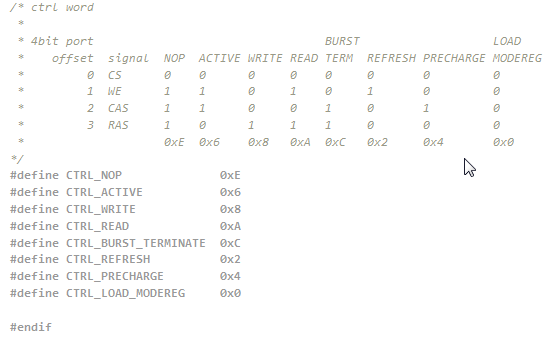 /* ctrl word
 *
 * 4bit port                                 BURST                   LOAD
 *    offset  signal  NOP  ACTIVE WRITE READ TERM  REFRESH PRECHARGE MODEREG
 *         0  CS      0    0      0     0    0     0       0         0
 *         1  WE      1    1      0     1    0     1       0         0
 *         2  CAS     1    1      0     0    1     0       1         0
 *         3  RAS     1    0      1     1    1     0       0         0
 *                    0xE  0x6    0x8   0xA  0xC   0x2     0x4       0x0
*/
#define CTRL_NOP              0xE
#define CTRL_ACTIVE           0x6
#define CTRL_WRITE            0x8
#define CTRL_READ             0xA
#define CTRL_BURST_TERMINATE  0xC
#define CTRL_REFRESH          0x2
#define CTRL_PRECHARGE        0x4
#define CTRL_LOAD_MODEREG     0x0

#endif